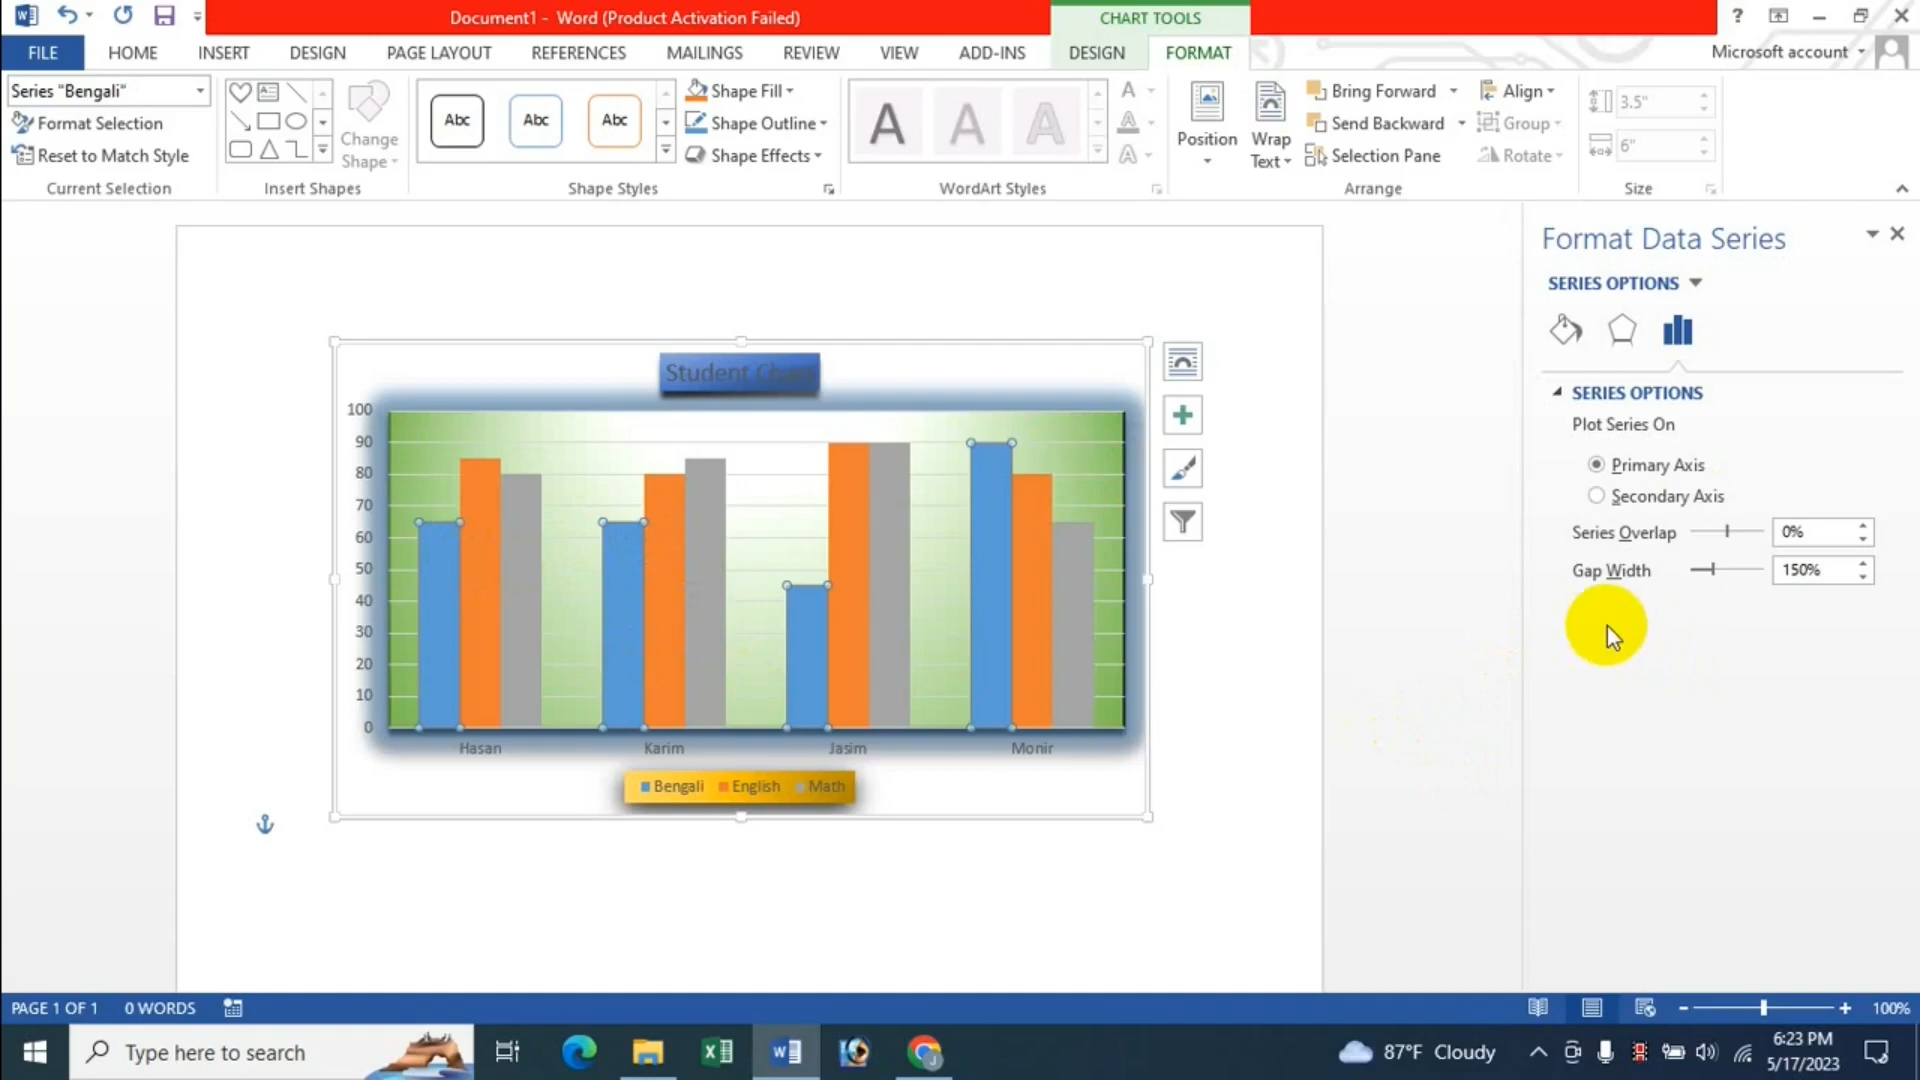 Document1 - Word (Product Activation Failed)
CHART TOOLS
?
FILE
HOME
INSERT
DESIGN
PAGE LAYOUT
REFERENCES
MAILINGS
REVIEW
VIEW
ADD-INS
DESIGN
FORMAT
Microsoft account
Series "Bengali"
Format Selection
Reset to Match Style
Current Selection
Change
Shape
Insert Shapes
Abc
Abc
Abc
Shape Fill
Shape Outline
Shape Effects
Shape Styles
A
A
A
A
A
A
WordArt Styles
Position
Wrap
Text
Bring Forward
Send Backward
Selection Pane
Align
Group
Rotate
Arrange
3.5"
6"
Size
Format Data Series
SERIES OPTIONS
SERIES OPTIONS
Plot Series On
Primary Axis
Secondary Axis
Series Overlap
0%
Gap Width
150%
Student
100
90
80
70
60
50
40
30
20
10
0
Hasan
Karim
Jasim
Monir
Bengali
English
Math
PAGE 1 OF 1
0 WORDS
100%
Type here to search
87°F Cloudy
6:23 PM
5/17/2023